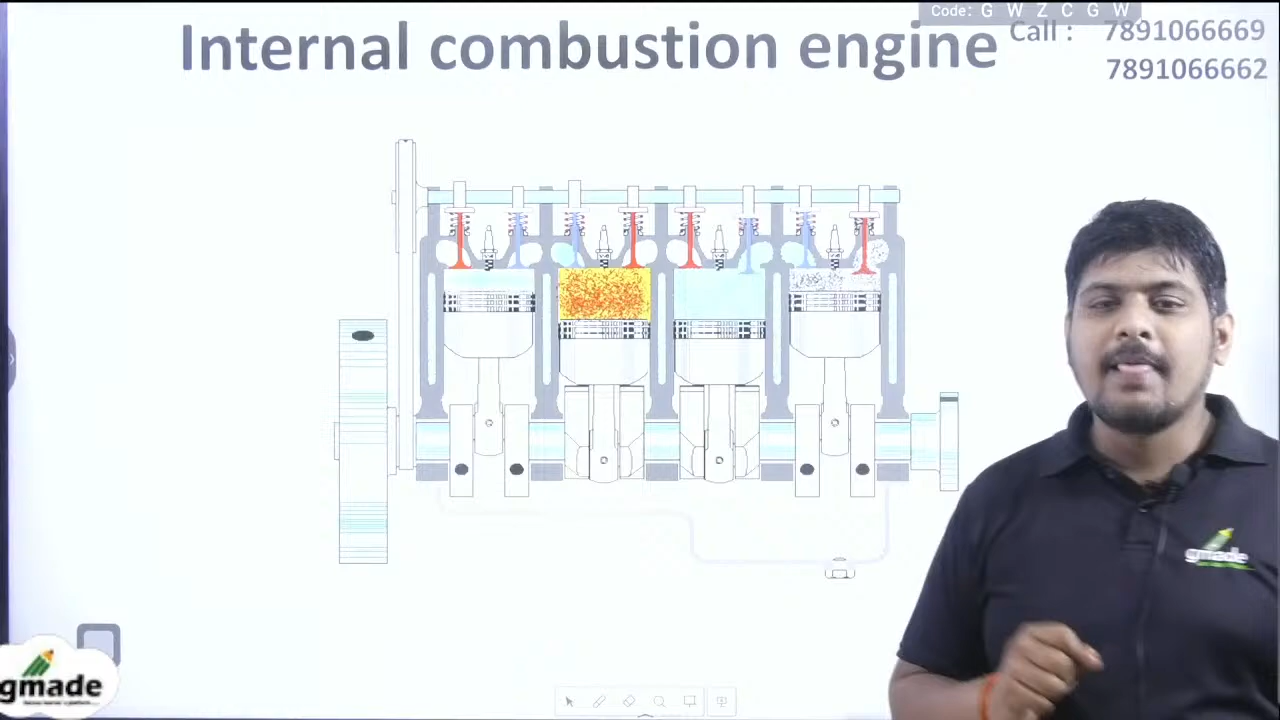 Code: G W Z C G W
Internal combustion engine
Call : 7891066669
7891066662
gmade
gmade